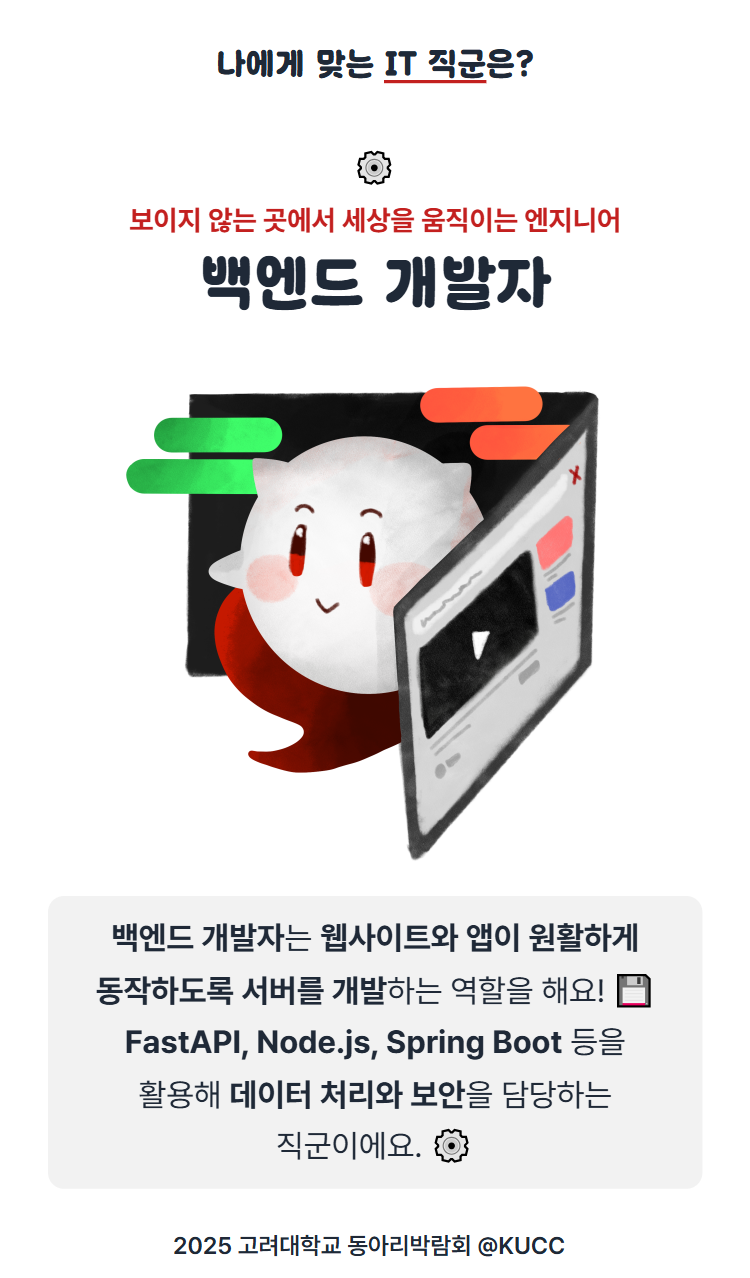 나에게 맞는 IT 직군은?
보이지 않는 곳에서 세상을 움직이는 엔지니어
백엔드 개발자
백엔드 개발자는 웹사이트와 앱이 원활하게
동작하도록 서버를 개발하는 역할을 해요! 💾
FastAPI, Node.js, Spring Boot 등을
활용해 데이터 처리와 보안을 담당하는
직군이에요. ⚙️
2025 고려대학교 동아리박람회 @KUCC